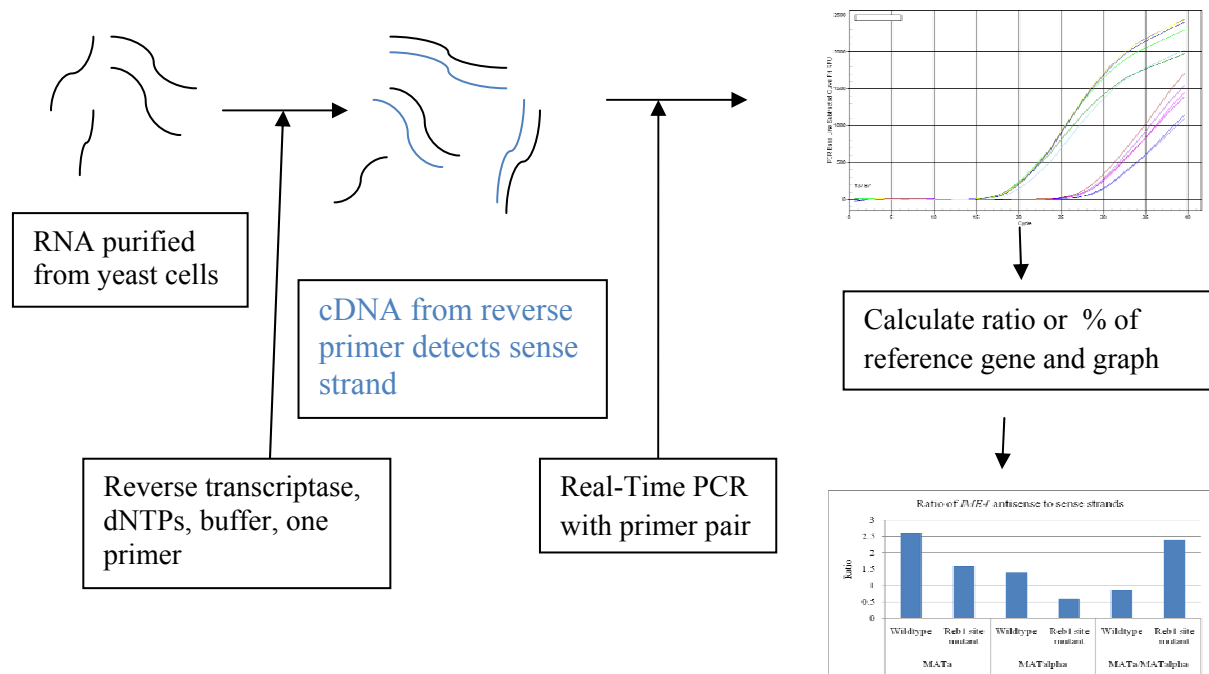 RNA purified
from yeast cells
cDNA from reverse
primer detects sense
strand
Reverse transcriptase,
dNTPs, buffer, one
primer
Real-Time PCR
with primer pair
Cycle
Calculate ratio or % of
reference gene and graph
Ratio of IME4 antisense to sense strands
Ratio
3
2.5
2
1.5
1
0.5
0
Wildtype Reb1 site mutant Wildtype Reb1 site mutant Wildtype Reb1 site mutant
MATa MATalpha MATa/MATalpha